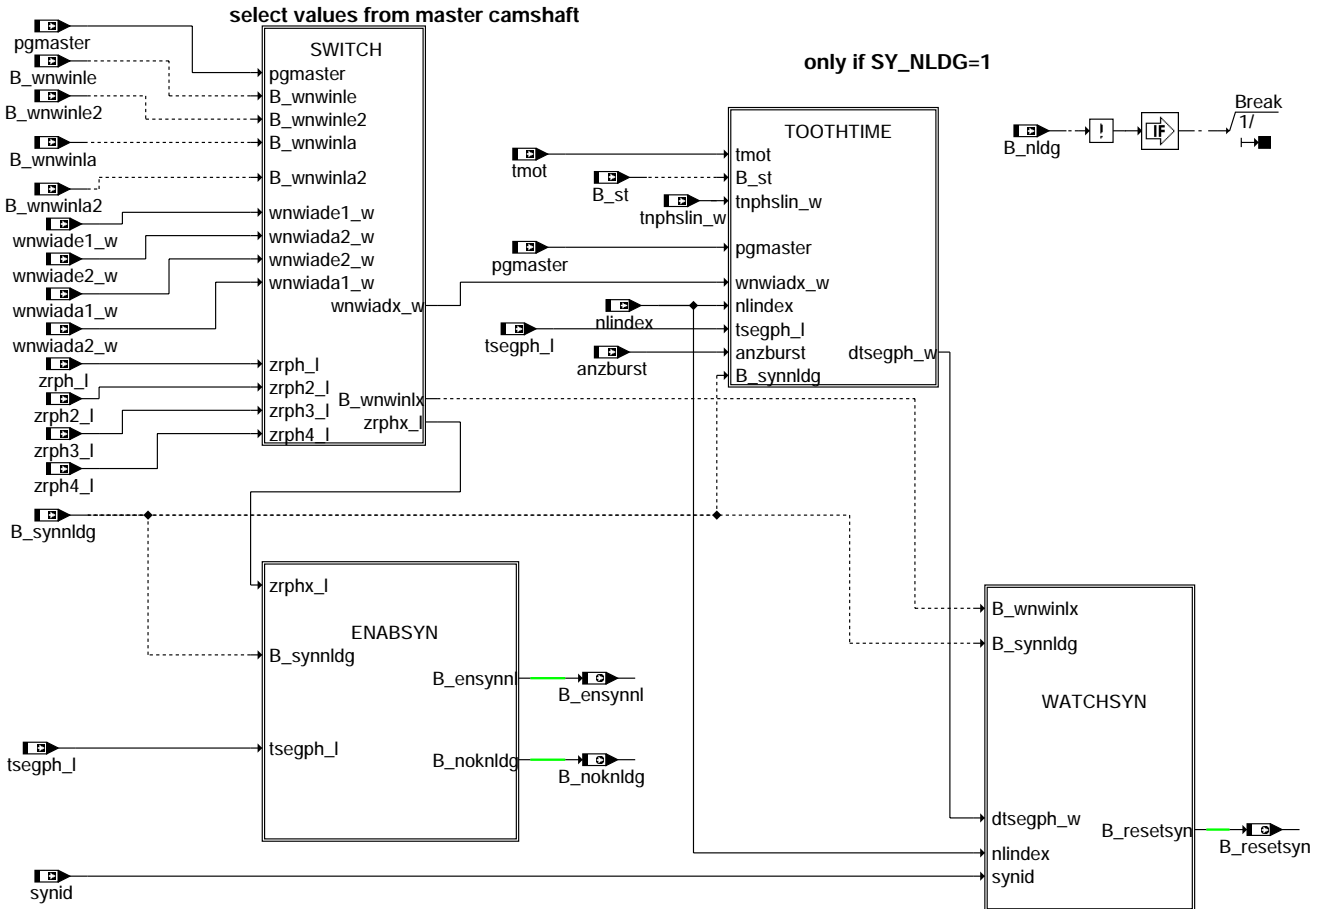 select values from master camshaft
pgmaster
B_wnwinle
B_wnwinle2
B_wnwinla
B_wnwinla2
wnwiade1_w
wnwiade2_w
wnwiada1_w
wnwiada2_w
zrph_l
zrph2_l
zrph3_l
zrph4_l
B_synnldg
SWITCH
pgmaster
B_wnwinle
B_wnwinle2
B_wnwinla
B_wnwinla2
wnwiade1_w
wnwiada2_w
wnwiade2_w
wnwiada1_w
wnwiadx_w
zrph_l
zrph2_l
zrph3_l
zrph4_l
B_wnwinlx
zrphx_l
only if SY_NLDG=1
tmot
B_st
tnphslin_w
pgmaster
nlindex
tsegph_l
anzburst
TOOTHTIME
tmot
B_st
tnphslin_w
pgmaster
wnwiadx_w
nlindex
tsegph_l
anzburst
B_synnldg
dtsegph_w
B_nldg
!
IF
Break
1/
tsegph_l
zrphx_l
ENABSYN
B_synnldg
tsegph_l
B_ensynnl
B_noknldg
B_ensynnl
B_noknldg
B_wnwinlx
B_synnldg
WATCHSYN
dtsegph_w
nlindex
synid
B_resetsyn
B_resetsyn
synid